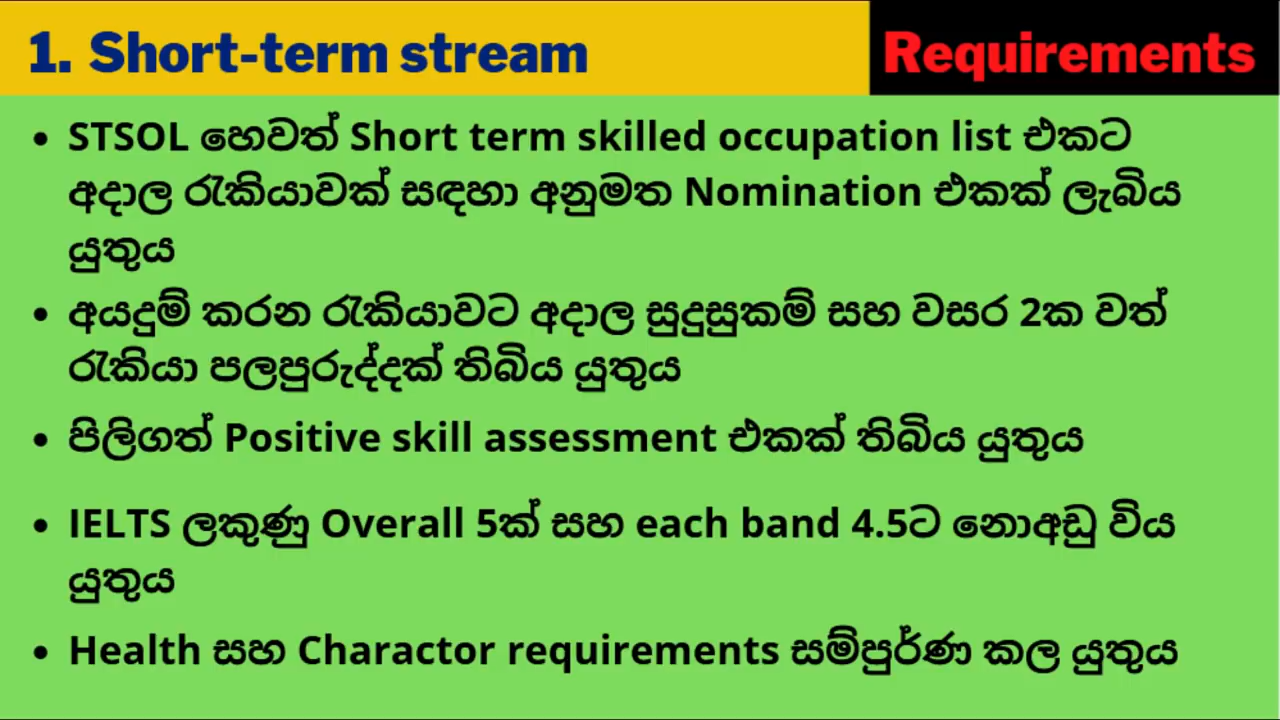 1. Short-term stream
Requirements
• STSOL හෙවත් Short term skilled occupation list එකට
අදාල රැකියාවක් සඳහා අනුමත Nomination එකක් ලැබිය
යුතුය
• අයදුම් කරන රැකියාවට අදාල සුදුසුකම් සහ වසර 2ක වත්
රැකියා පලපුරුද්දක් තිබිය යුතුය
• පිලිගත් Positive skill assessment එකක් තිබිය යුතුය
• IELTS ලකුණු Overall 5ක් සහ each band 4.5ට නොඅඩු විය
යුතුය
• Health සහ Charactor requirements සම්පුර්ණ කල යුතුය